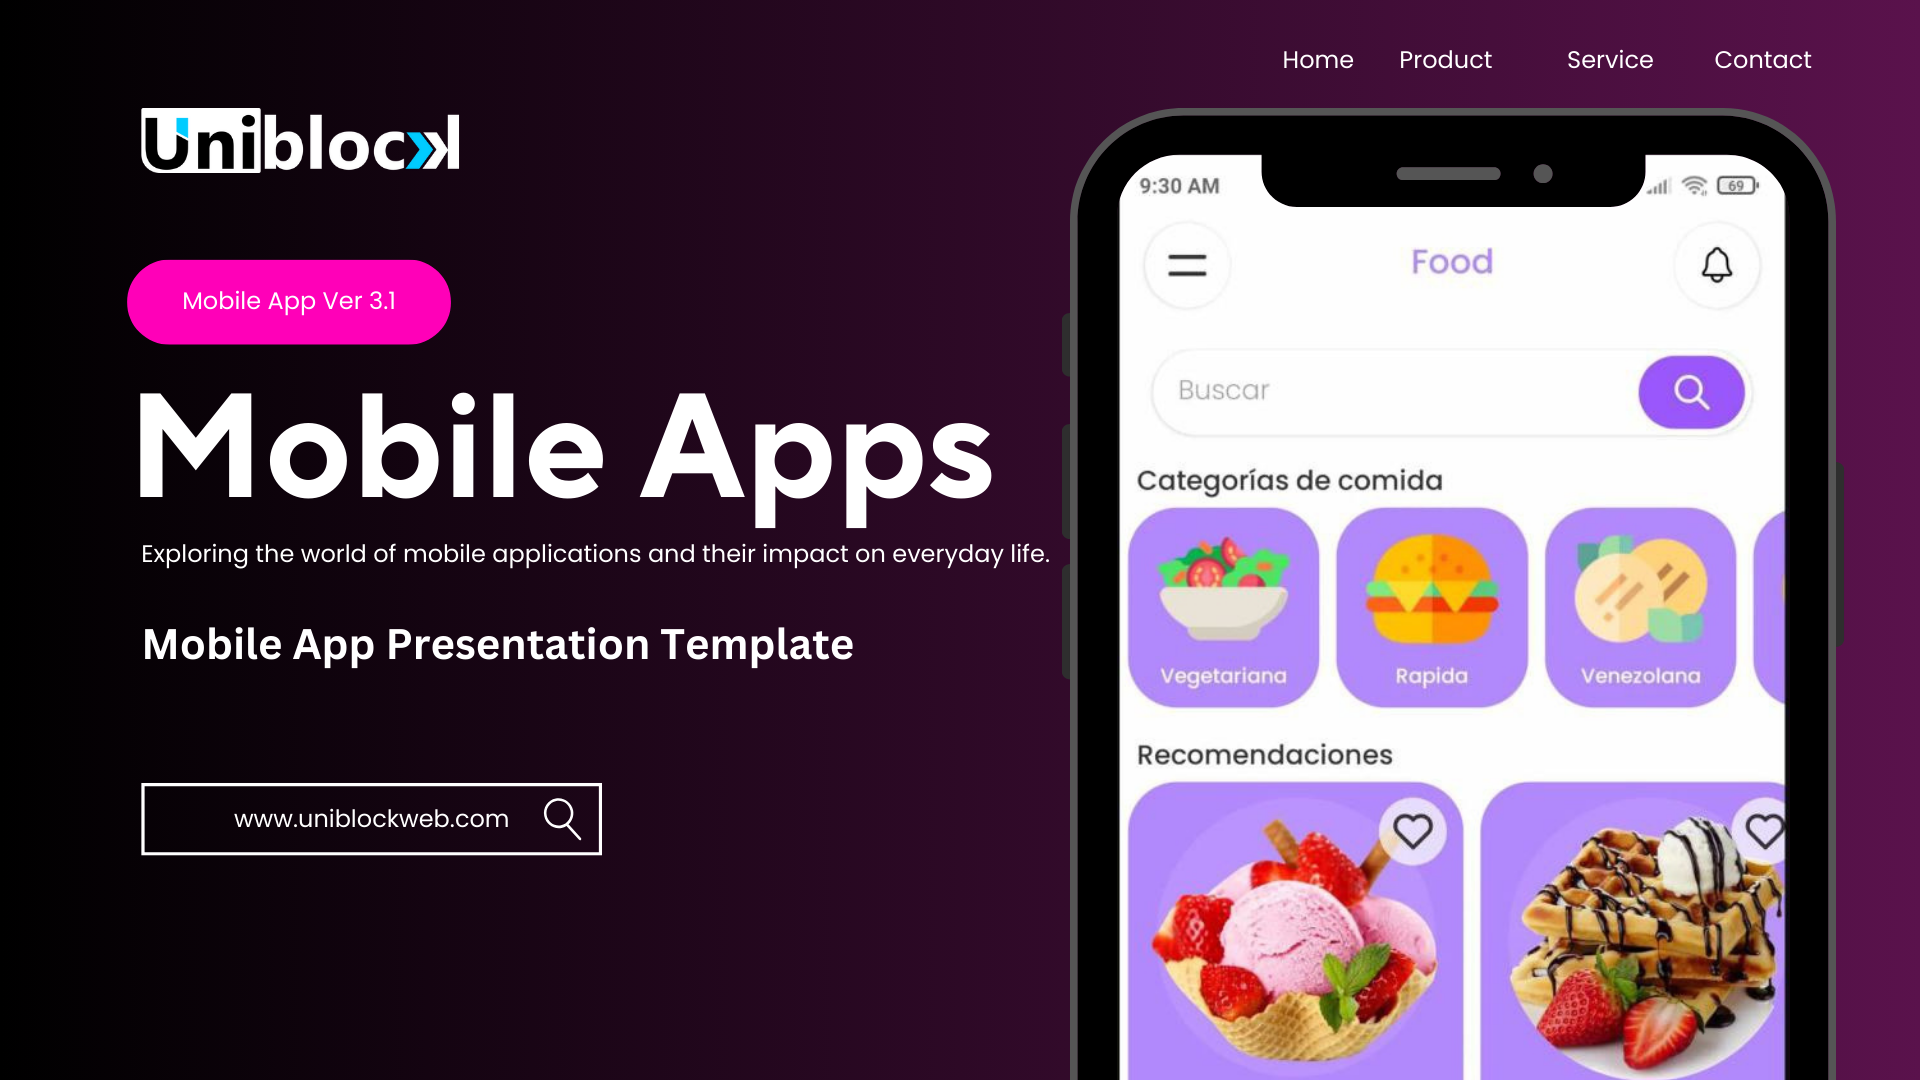 Home Product Service Contact
Uniblock
Mobile App Ver 3.1
Mobile Apps
Exploring the world of mobile applications and their impact on everyday life.
Mobile App Presentation Template
www.uniblockweb.com
9:30 AM
69
Food
Buscar
Categorías de comida
Vegetariana Rapida Venezolana
Recomendaciones